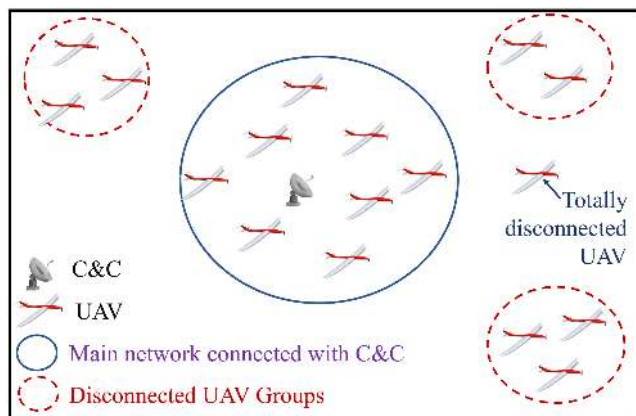 Totally
disconnected
UAV
C&C
UAV
Main network connected with C&C
Disconnected UAV Groups